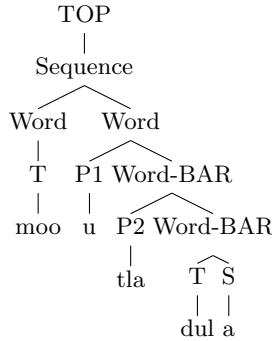 TOP
Sequence
Word Word
T P1 Word-BAR
moo u P2 Word-BAR
tla T S
dul a